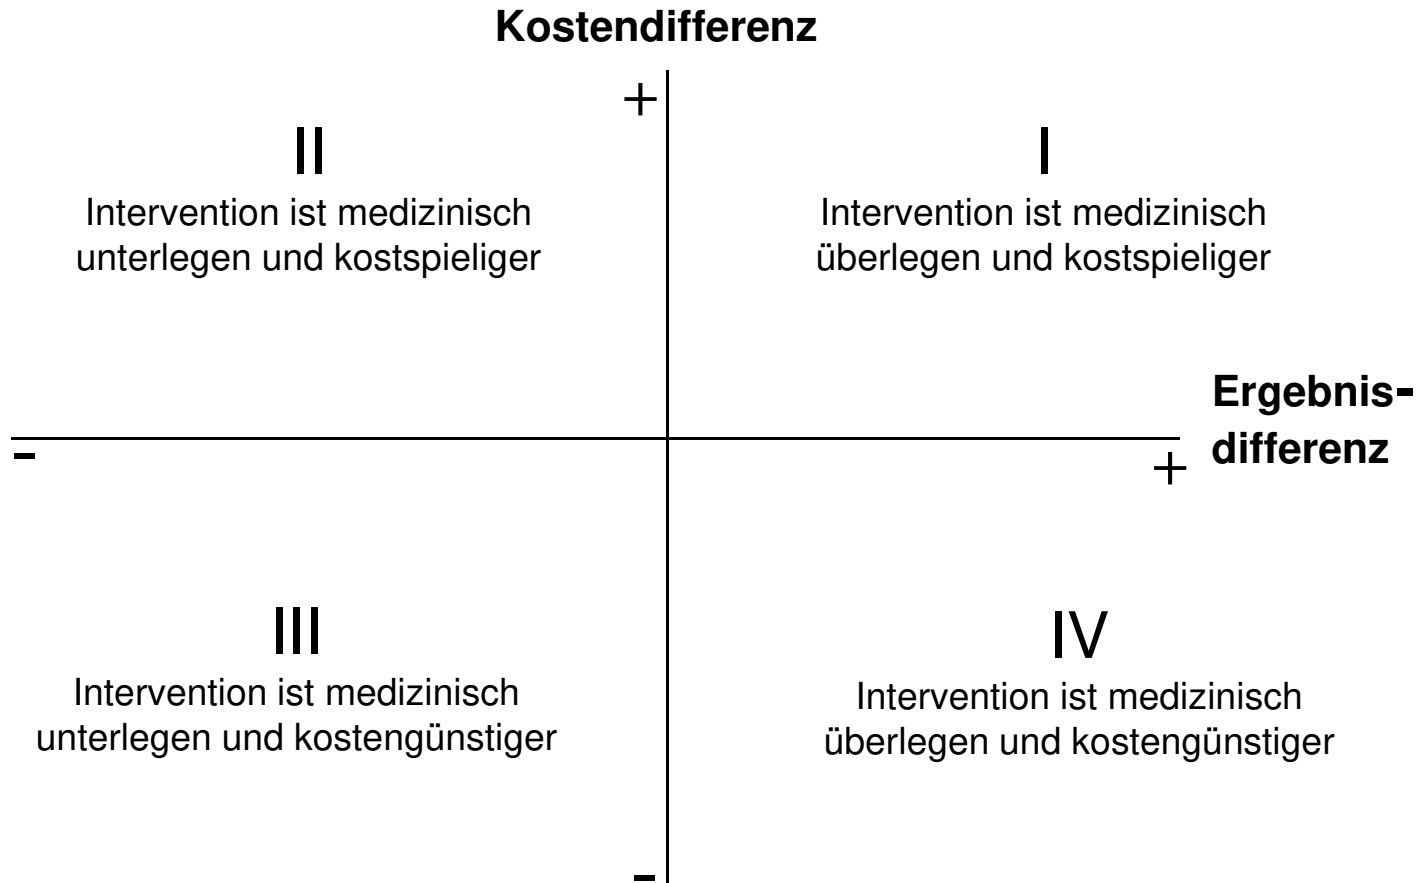 Kostendifferenz
+
II
Intervention ist medizinisch
unterlegen und kostspieliger
I
Intervention ist medizinisch
überlegen und kostspieliger
Ergebnis-
differenz
-
+
III
Intervention ist medizinisch
unterlegen und kostengünstiger
IV
Intervention ist medizinisch
überlegen und kostengünstiger
-